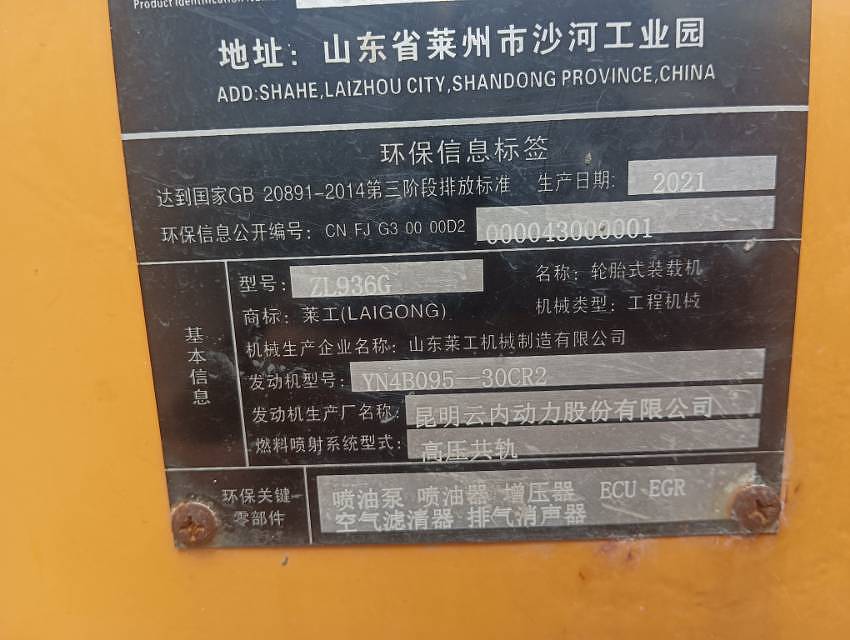 Product Identification
地址：山东省莱州市沙河工业园
ADD:SHAHE,LAIZHOU CITY,SHANDONG PROVINCE,CHINA
环保信息标签
达到国家GB 20891-2014第三阶段排放标准 生产日期: 2021
环保信息公开编号：CN FJ G3 00 00D2 000043000001
基本信息
型号: ZL936G 名称：轮胎式装载机
商标：莱工(LAIGONG) 机械类型：工程机械
机械生产企业名称：山东莱工机械制造有限公司
发动机型号: YN4B095-30CR2
发动机生产厂名称: 昆明云内动力股份有限公司
燃料喷射系统型式: 高压共轨
环保关键零部件
喷油泵 喷油器 增压器 ECU EGR
空气滤清器 排气消声器